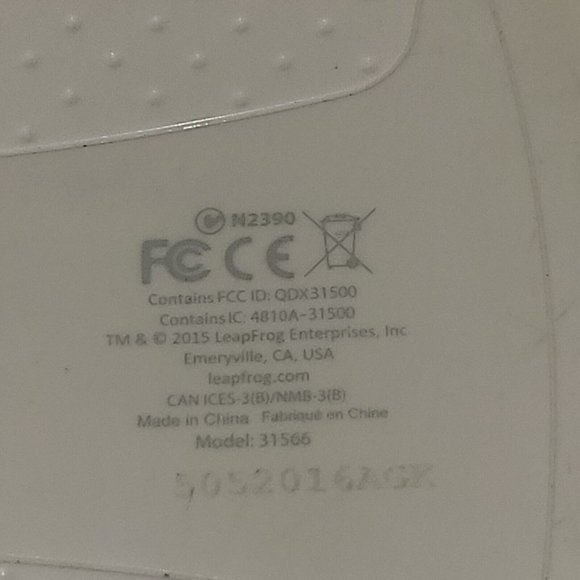 N2390
FC CE
Contains FCC ID: QDX31500
Contains IC: 4810A-31500
TM & © 2015 LeapFrog Enterprises, Inc.
Emeryville, CA, USA
leapfrog.com
CAN ICES-3(B)/NMB-3(B)
Made in China Fabriqué en Chine
Model: 31566